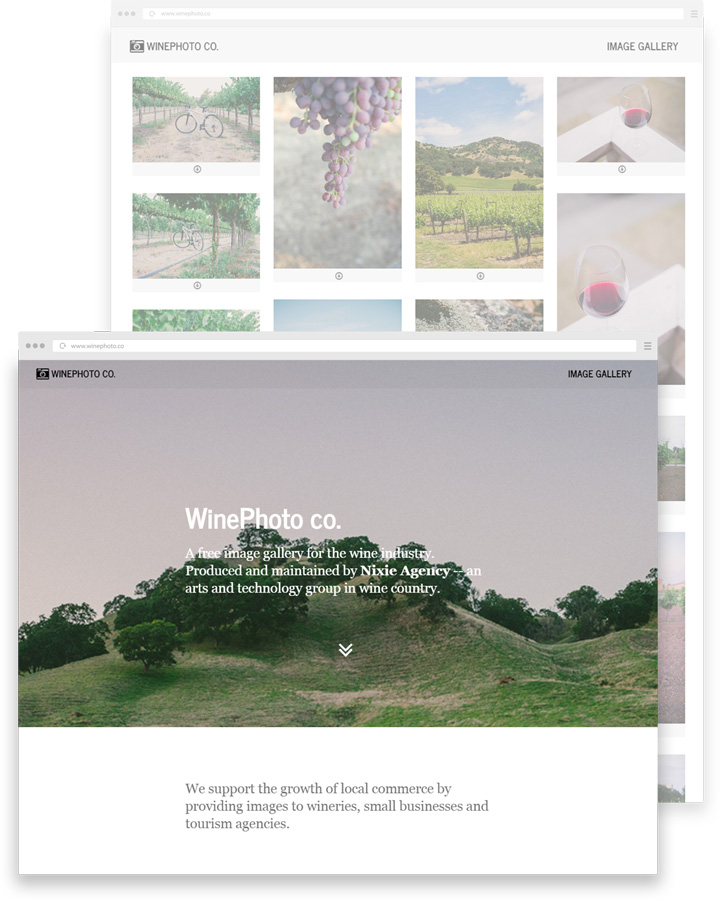 www.winephoto.co
WINEPHOTO CO.
IMAGE GALLERY
www.winephoto.co
WINEPHOTO CO.
IMAGE GALLERY
WinePhoto co.
A free image gallery for the wine industry.
Produced and maintained by Nixie Agency — an
arts and technology group in wine country.
We support the growth of local commerce by
providing images to wineries, small businesses and
tourism agencies.